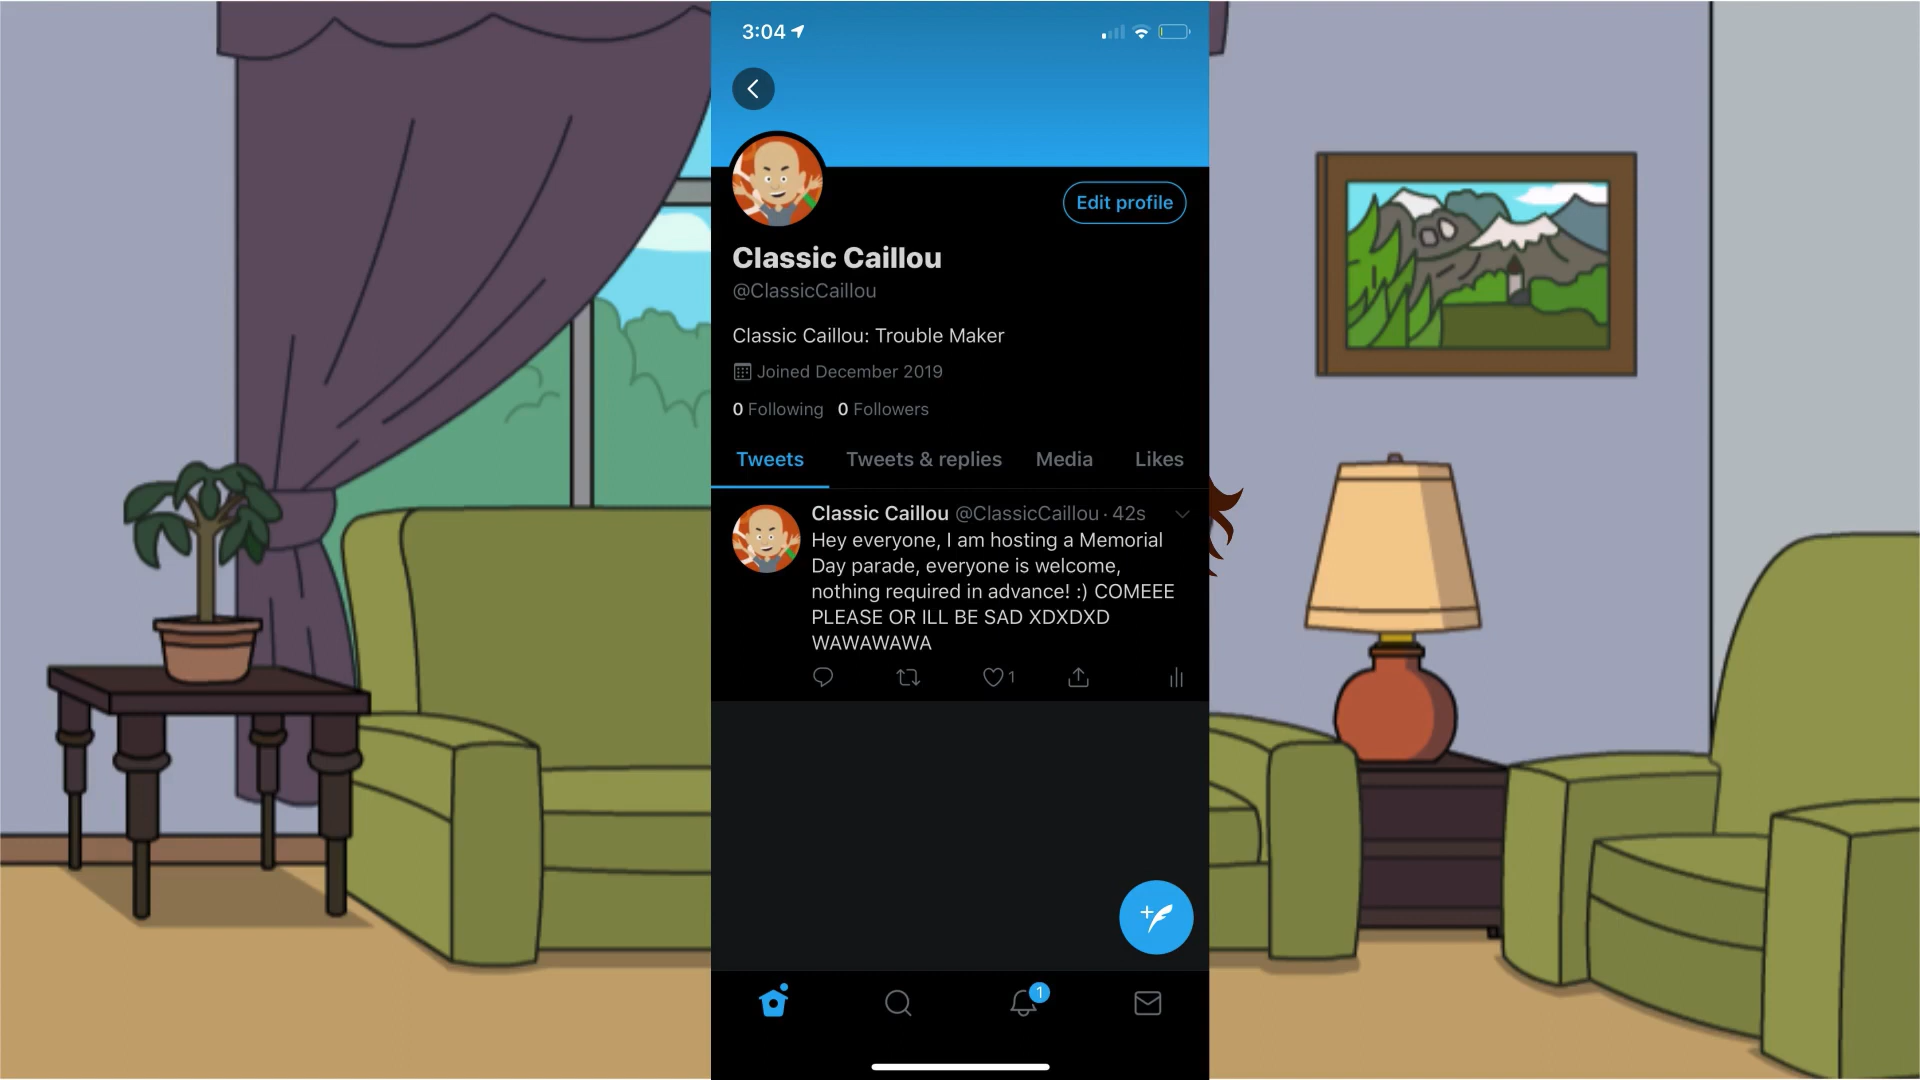 3:04
Edit profile
Classic Caillou
@ClassicCaillou
Classic Caillou: Trouble Maker
Joined December 2019
0 Following 0 Followers
Tweets Tweets & replies Media Likes
Classic Caillou @ClassicCaillou · 42s
Hey everyone, I am hosting a Memorial
Day parade, everyone is welcome,
nothing required in advance! :) COMEEE
PLEASE OR ILL BE SAD XDXDXD
WAWAWAWA
1
1